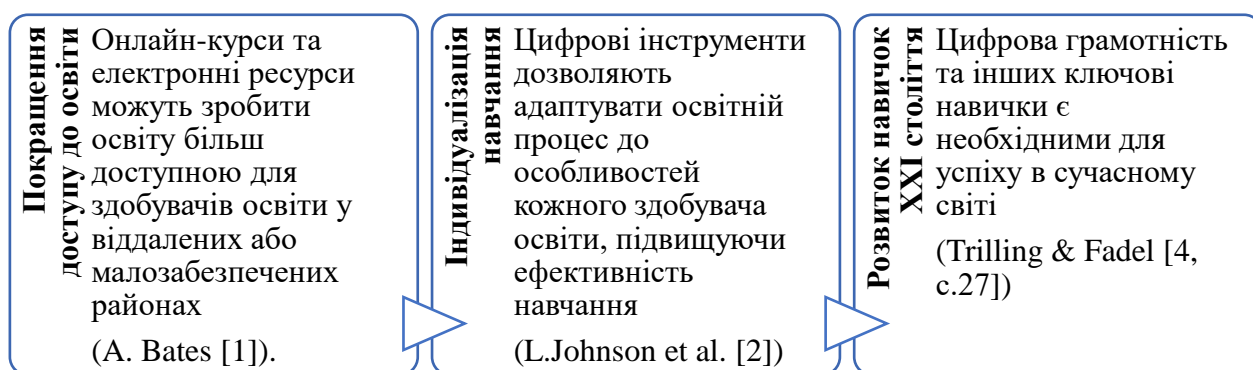 Покращення
доступу до освіти
Онлайн-курси та
електронні ресурси
можуть зробити
освіту більш
доступною для
здобувачів освіти у
віддалених або
малозабезпечених
районах
(A. Bates [1]).
Індивідуалізація
навчання
Цифрові інструменти
дозволяють
адаптувати освітній
процес до
особливостей
кожного здобувача
освіти, підвищуючи
ефективність
навчання
(L.Johnson et al. [2])
Розвиток навичок
XXI століття
Цифрова грамотність
та інших ключові
навички є
необхідними для
успіху в сучасному
світі
(Trilling & Fadel [4,
с.27])